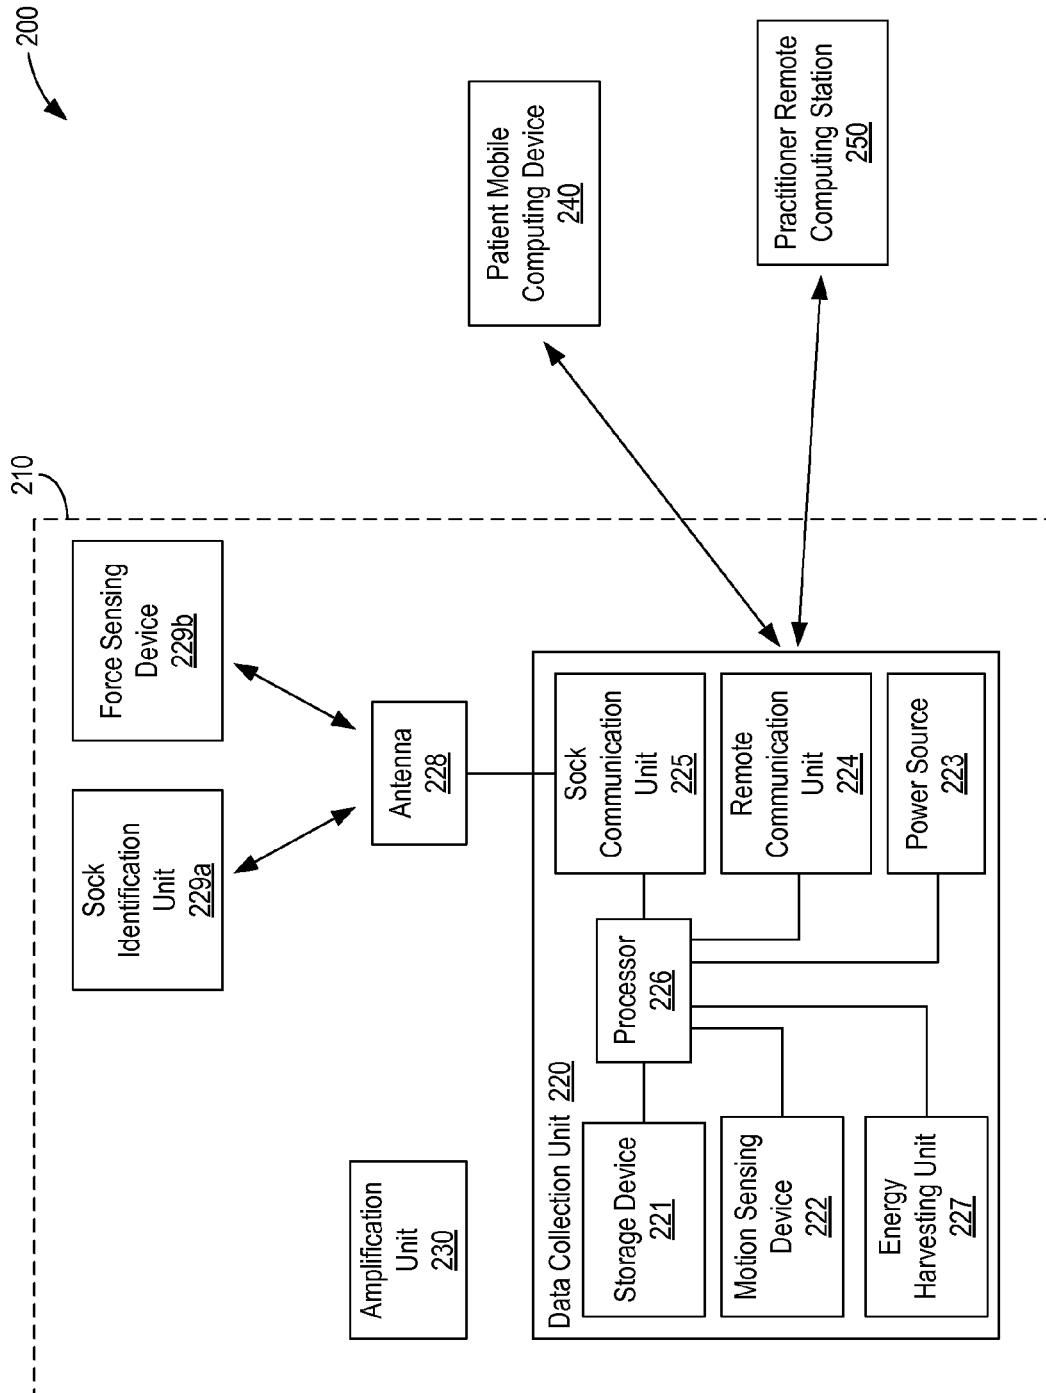 200
210
Sock
Identification
Unit
229a
Force Sensing
Device
229b
Amplification
Unit
230
Antenna
228
Patient Mobile
Computing Device
240
Practitioner Remote
Computing Station
250
Data Collection Unit 220
Storage Device
221
Motion Sensing
Device
222
Energy
Harvesting Unit
227
Processor
226
Sock
Communication
Unit
225
Remote
Communication
Unit
224
Power Source
223